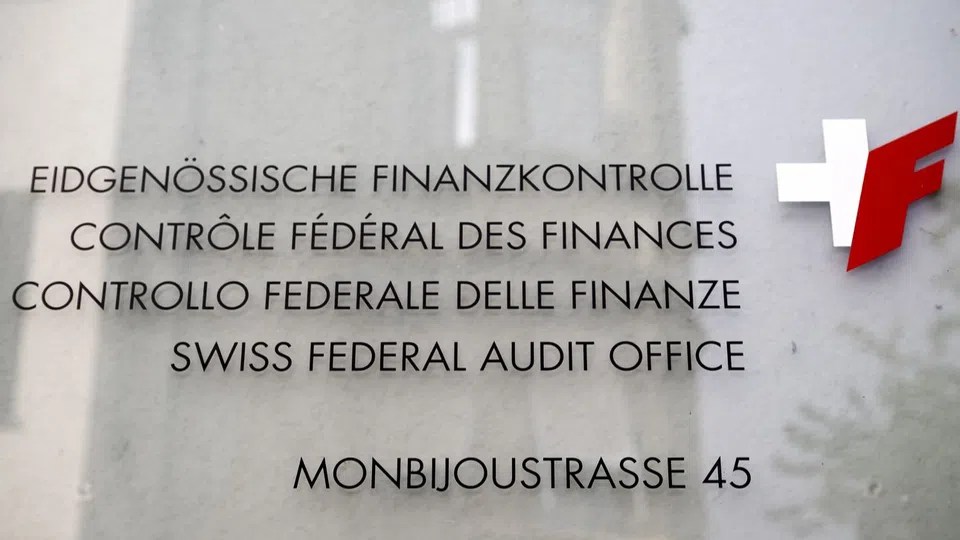 EIDGENÖSSISCHE FINANZKONTROLLE
CONTRÔLE FÉDÉRAL DES FINANCES
CONTROLLO FEDERALE DELLE FINANZE
SWISS FEDERAL AUDIT OFFICE
MONBIJOUSTRASSE 45